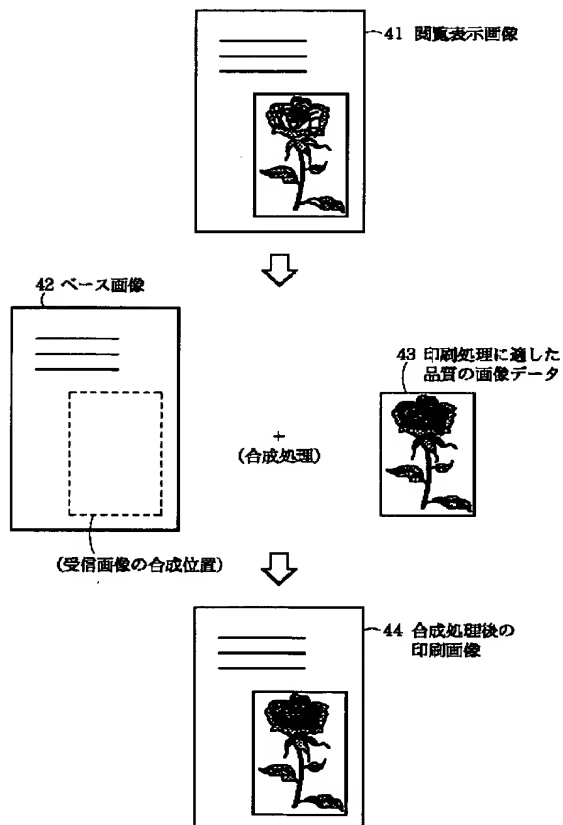 41 閲覧表示画像
42 ベース画像
43 印刷処理に適した
品質の画像データ
+
(合成処理)
(受信画像の合成位置)
44 合成処理後の
印刷画像